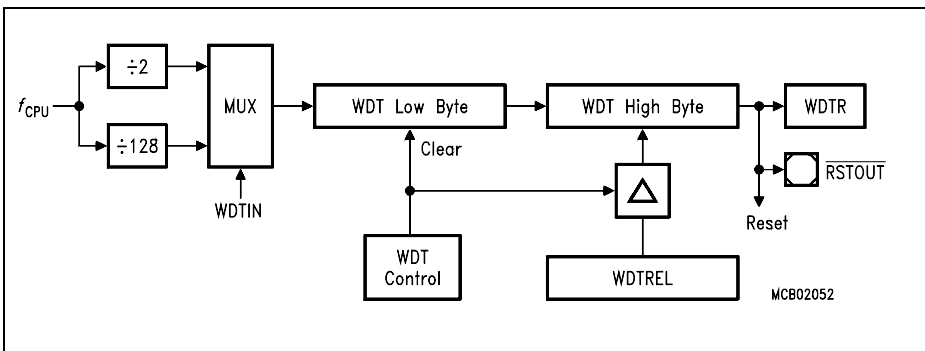 ÷2
MUX
WDT Low Byte
WDT High Byte
WDTR
fCPU
÷128
Clear
RSTOUT
WDTIN
Reset
WDT
Control
WDTREL
MCB02052